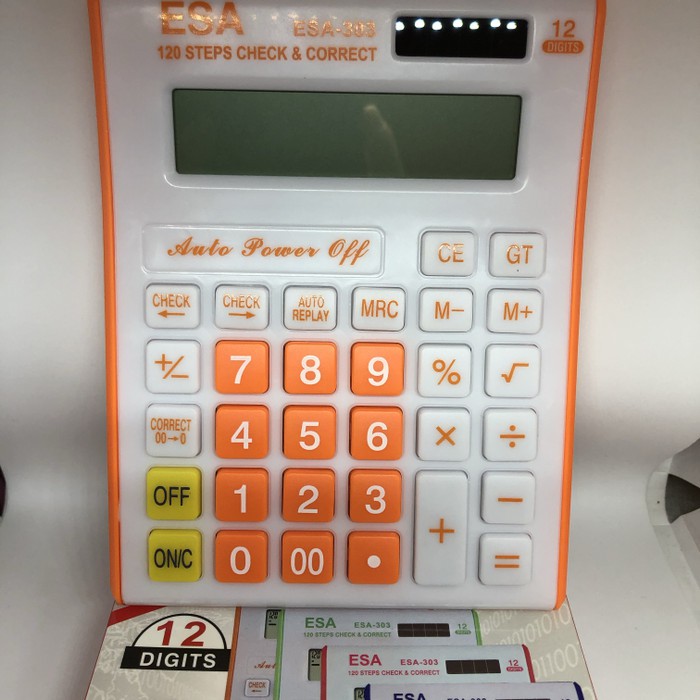 ESA ESA-303
120 STEPS CHECK & CORRECT
12
DIGITS
Auto Power Off
CE GT
CHECK ← CHECK → AUTO REPLAY MRC M− M+
+/− 7 8 9 % √
CORRECT 00→0 4 5 6 × ÷
OFF 1 2 3 + −
ON/C 0 00 • =
12
DIGITS
ESA ESA-303 12
120 STEPS CHECK & CORRECT DIGITS
ESA ESA-303 12
120 STEPS CHECK & CORRECT
CHECK
ESA